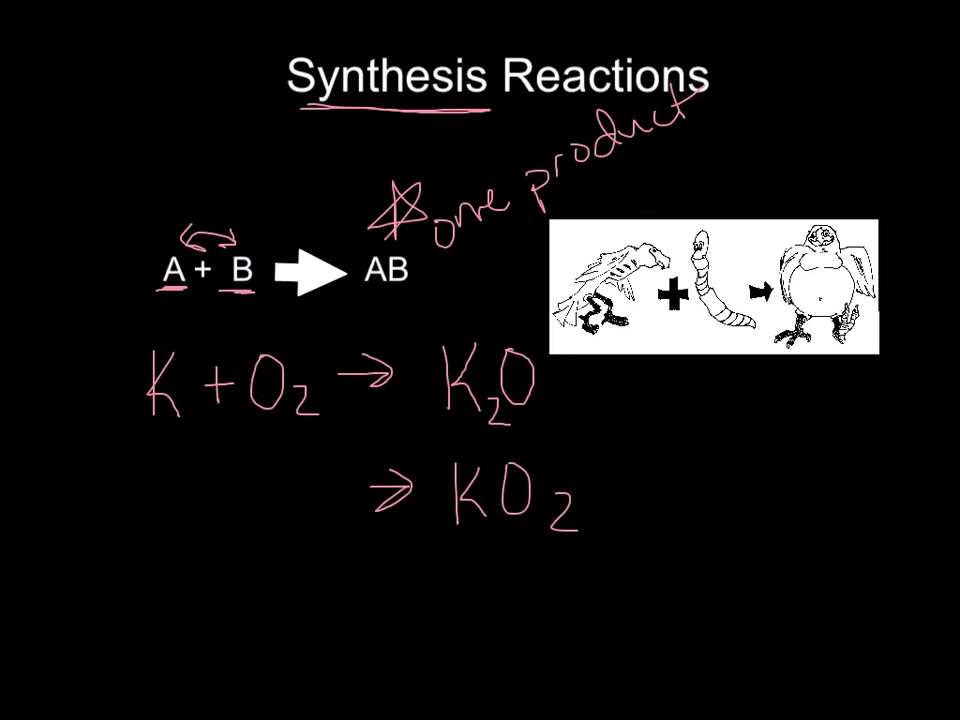 Synthesis Reactions
☆ one product
A + B → AB
K + O₂ → K₂O
→ KO₂